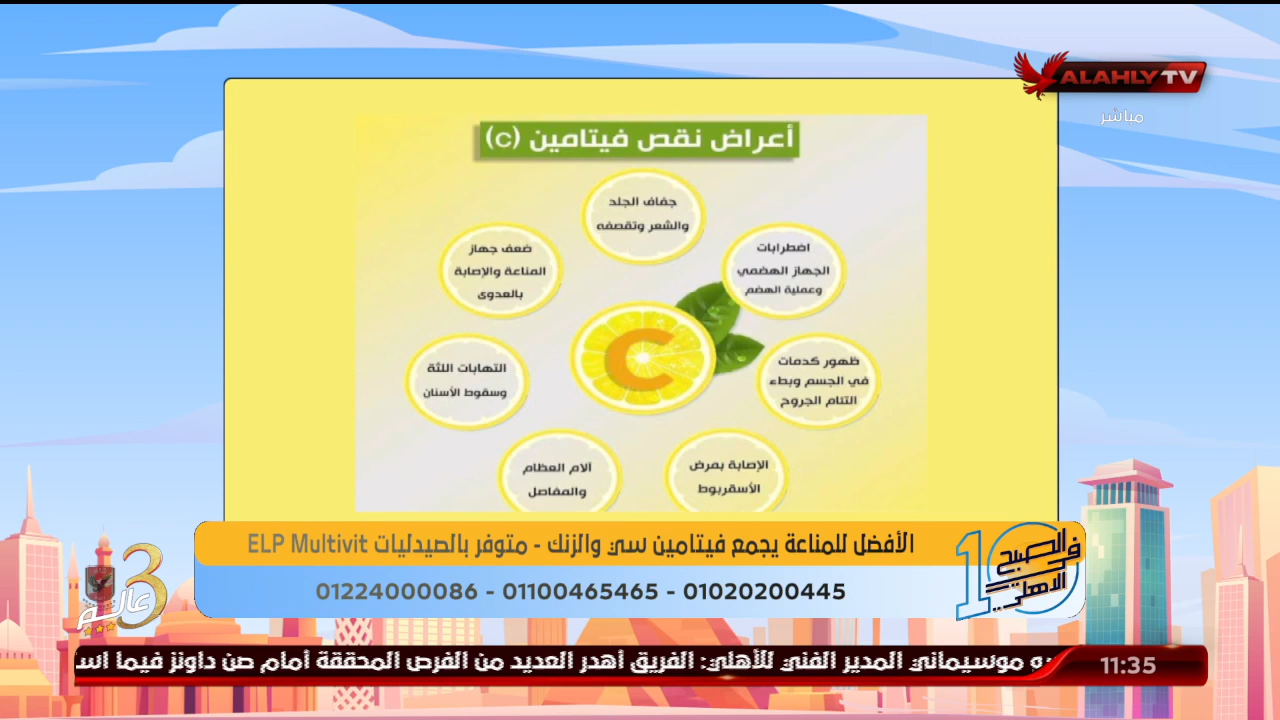 ALAHLY TV
مباشر
أعراض نقص فيتامين (c)
جفاف الجلد
والشعر وتقصفه
اضطرابات
الجهاز الهضمي
وعملية الهضم
ضعف جهاز
المناعة والإصابة
بالعدوى
C
ظهور كدمات
في الجسم وبطء
التئام الجروح
التهابات اللثة
وسقوط الأسنان
الإصابة بمرض
الأسقربوط
آلام العظام
والمفاصل
الأفضل للمناعة يجمع فيتامين سي والزنك - متوفر بالصيدليات ELP Multivit
01224000086 - 01100465465 - 01020200445
10 الصبح
في
الأهلي
3
عالم
موسيماني المدير الفني للأهلي: الفريق أهدر العديد من الفرص المحققة أمام صن داونز فيما
11:35